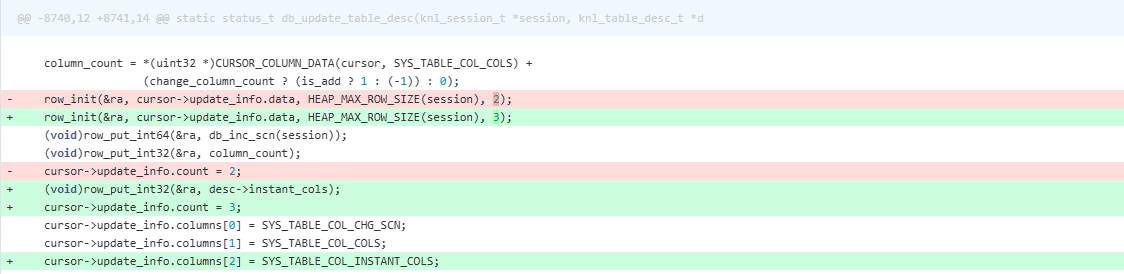 @@ -8740,12 +8741,14 @@ static status_t db_update_table_desc(knl_session_t *session, knl_table_desc_t *d
column_count = *(uint32 *)CURSOR_COLUMN_DATA(cursor, SYS_TABLE_COL_COLS) +
(change_column_count ? (is_add ? 1 : (-1)) : 0);
- row_init(&ra, cursor->update_info.data, HEAP_MAX_ROW_SIZE(session), 2);
+ row_init(&ra, cursor->update_info.data, HEAP_MAX_ROW_SIZE(session), 3);
(void)row_put_int64(&ra, db_inc_scn(session));
(void)row_put_int32(&ra, column_count);
- cursor->update_info.count = 2;
+ (void)row_put_int32(&ra, desc->instant_cols);
+ cursor->update_info.count = 3;
cursor->update_info.columns[0] = SYS_TABLE_COL_CHG_SCN;
cursor->update_info.columns[1] = SYS_TABLE_COL_COLS;
+ cursor->update_info.columns[2] = SYS_TABLE_COL_INSTANT_COLS;